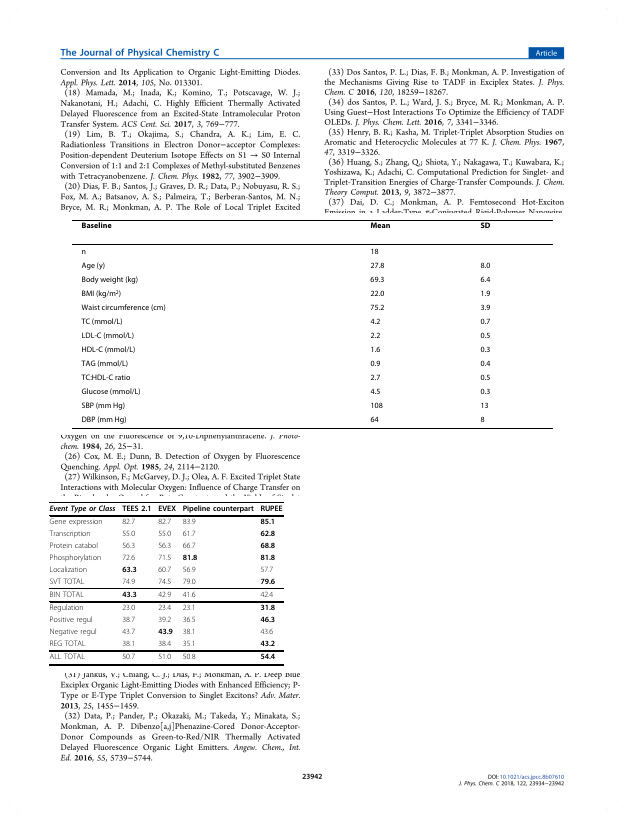 The Journal of Physical Chemistry C
Article
Conversion and Its Application to Organic Light-Emitting Diodes.
Appl. Phys. Lett. 2014, 105, No. 013301.
(18) Mamada, M.; Inada, K.; Komino, T.; Potscavage, W. J.;
Nakanotani, H.; Adachi, C. Highly Efficient Thermally Activated
Delayed Fluorescence from an Excited-State Intramolecular Proton
Transfer System. ACS Cent. Sci. 2017, 3, 769−777.
(19) Lim, B. T.; Okajima, S.; Chandra, A. K.; Lim, E. C.
Radiationless Transitions in Electron Donor−acceptor Complexes:
Position-dependent Deuterium Isotope Effects on S1 → S0 Internal
Conversion of 1:1 and 2:1 Complexes of Methyl-substituted Benzenes
with Tetracyanobenzene. J. Chem. Phys. 1982, 77, 3902−3909.
(20) Dias, F. B.; Santos, J.; Graves, D. R.; Data, P.; Nobuyasu, R. S.;
Fox, M. A.; Batsanov, A. S.; Palmeira, T.; Berberan-Santos, M. N.;
Bryce, M. R.; Monkman, A. P. The Role of Local Triplet Excited
(33) Dos Santos, P. L.; Dias, F. B.; Monkman, A. P. Investigation of
the Mechanisms Giving Rise to TADF in Exciplex States. J. Phys.
Chem. C 2016, 120, 18259−18267.
(34) dos Santos, P. L.; Ward, J. S.; Bryce, M. R.; Monkman, A. P.
Using Guest−Host Interactions To Optimize the Efficiency of TADF
OLEDs. J. Phys. Chem. Lett. 2016, 7, 3341−3346.
(35) Henry, B. R.; Kasha, M. Triplet-Triplet Absorption Studies on
Aromatic and Heterocyclic Molecules at 77 K. J. Chem. Phys. 1967,
47, 3319−3326.
(36) Huang, S.; Zhang, Q.; Shiota, Y.; Nakagawa, T.; Kuwabara, K.;
Yoshizawa, K.; Adachi, C. Computational Prediction for Singlet- and
Triplet-Transition Energies of Charge-Transfer Compounds. J. Chem.
Theory Comput. 2013, 9, 3872−3877.
(37) Dai, D. C.; Monkman, A. P. Femtosecond Hot-Exciton
Emission in a Ladder-Type π-Conjugated Rigid-Polymer Nanowire.
Baseline Mean SD
n 18
Age (y) 27.8 8.0
Body weight (kg) 69.3 6.4
BMI (kg/m²) 22.0 1.9
Waist circumference (cm) 75.2 3.9
TC (mmol/L) 4.2 0.7
LDL-C (mmol/L) 2.2 0.5
HDL-C (mmol/L) 1.6 0.3
TAG (mmol/L) 0.9 0.4
TC:HDL-C ratio 2.7 0.5
Glucose (mmol/L) 4.5 0.3
SBP (mm Hg) 108 13
DBP (mm Hg) 64 8
Oxygen on the Fluorescence of 9,10-Diphenylanthracene. J. Photo-
chem. 1984, 26, 25−31.
(26) Cox, M. E.; Dunn, B. Detection of Oxygen by Fluorescence
Quenching. Appl. Opt. 1985, 24, 2114−2120.
(27) Wilkinson, F.; McGarvey, D. J.; Olea, A. F. Excited Triplet State
Interactions with Molecular Oxygen: Influence of Charge Transfer on
Event Type or Class TEES 2.1 EVEX Pipeline counterpart RUPEE
Gene expression 82.7 82.7 83.9 85.1
Transcription 55.0 55.0 61.7 62.8
Protein catabol 56.3 56.3 66.7 68.8
Phosphorylation 72.6 71.5 81.8 81.8
Localization 63.3 60.7 56.9 57.7
SVT TOTAL 74.9 74.5 79.0 79.6
BIN TOTAL 43.3 42.9 41.6 42.4
Regulation 23.0 23.4 23.1 31.8
Positive regul 38.7 39.2 36.5 46.3
Negative regul 43.7 43.9 38.1 43.6
REG TOTAL 38.1 38.4 35.1 43.2
ALL TOTAL 50.7 51.0 50.8 54.4
(31) Jankus, V.; Chiang, C. J.; Dias, F.; Monkman, A. P. Deep Blue
Exciplex Organic Light-Emitting Diodes with Enhanced Efficiency; P-
Type or E-Type Triplet Conversion to Singlet Excitons? Adv. Mater.
2013, 25, 1455−1459.
(32) Data, P.; Pander, P.; Okazaki, M.; Takeda, Y.; Minakata, S.;
Monkman, A. P. Dibenzo[a,j]Phenazine-Cored Donor-Acceptor-
Donor Compounds as Green-to-Red/NIR Thermally Activated
Delayed Fluorescence Organic Light Emitters. Angew. Chem., Int.
Ed. 2016, 55, 5739−5744.
23942
DOI: 10.1021/acs.jpcc.8b07610
J. Phys. Chem. C 2018, 122, 23934−23942